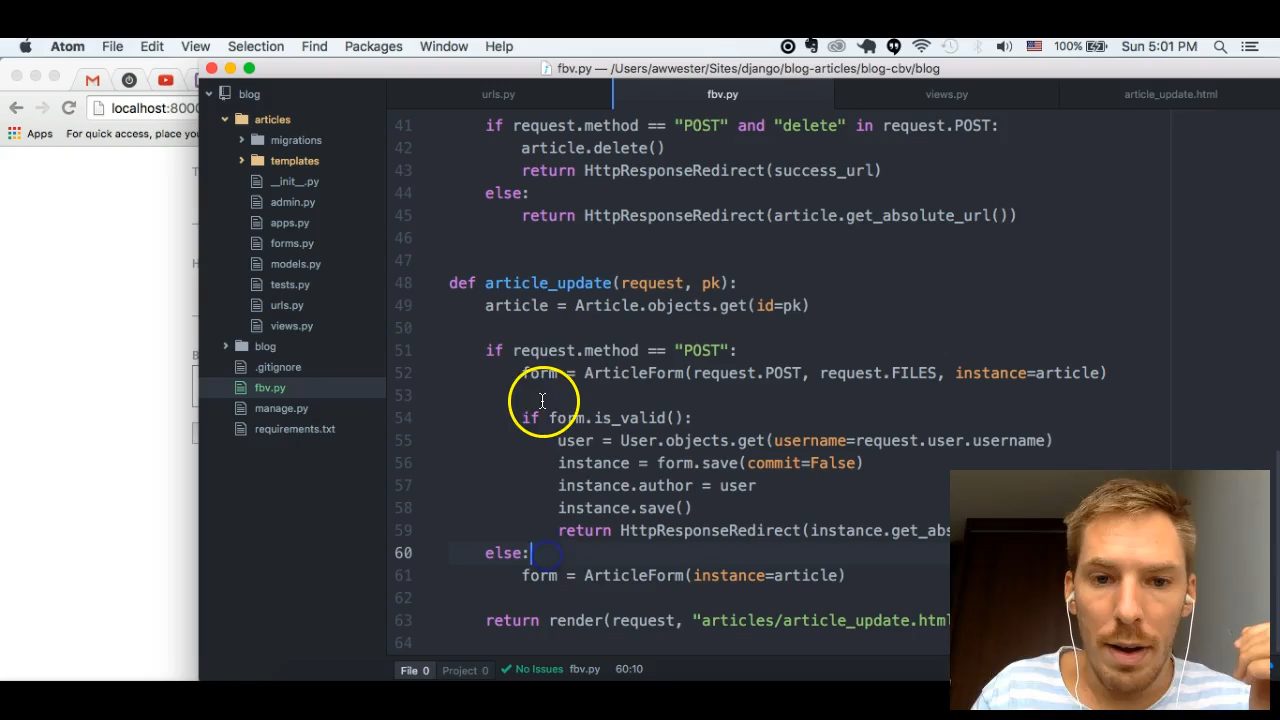 Atom File Edit View Selection Find Packages Window Help 100% Sun 5:01 PM
fbv.py — /Users/awwester/Sites/django/blog-articles/blog-cbv/blog
localhost:8000
Apps For quick access, place you
blog
articles
migrations
templates
__init__.py
admin.py
apps.py
forms.py
models.py
tests.py
urls.py
views.py
blog
.gitignore
fbv.py
manage.py
requirements.txt
urls.py fbv.py views.py article_update.html
41 if request.method == "POST" and "delete" in request.POST:
42 article.delete()
43 return HttpResponseRedirect(success_url)
44 else:
45 return HttpResponseRedirect(article.get_absolute_url())
46
47
48 def article_update(request, pk):
49 article = Article.objects.get(id=pk)
50
51 if request.method == "POST":
52 form = ArticleForm(request.POST, request.FILES, instance=article)
53
54 if form.is_valid():
55 user = User.objects.get(username=request.user.username)
56 instance = form.save(commit=False)
57 instance.author = user
58 instance.save()
59 return HttpResponseRedirect(instance.get_abs
60 else:
61 form = ArticleForm(instance=article)
62
63 return render(request, "articles/article_update.html
64
File 0 Project 0 No Issues fbv.py 60:10